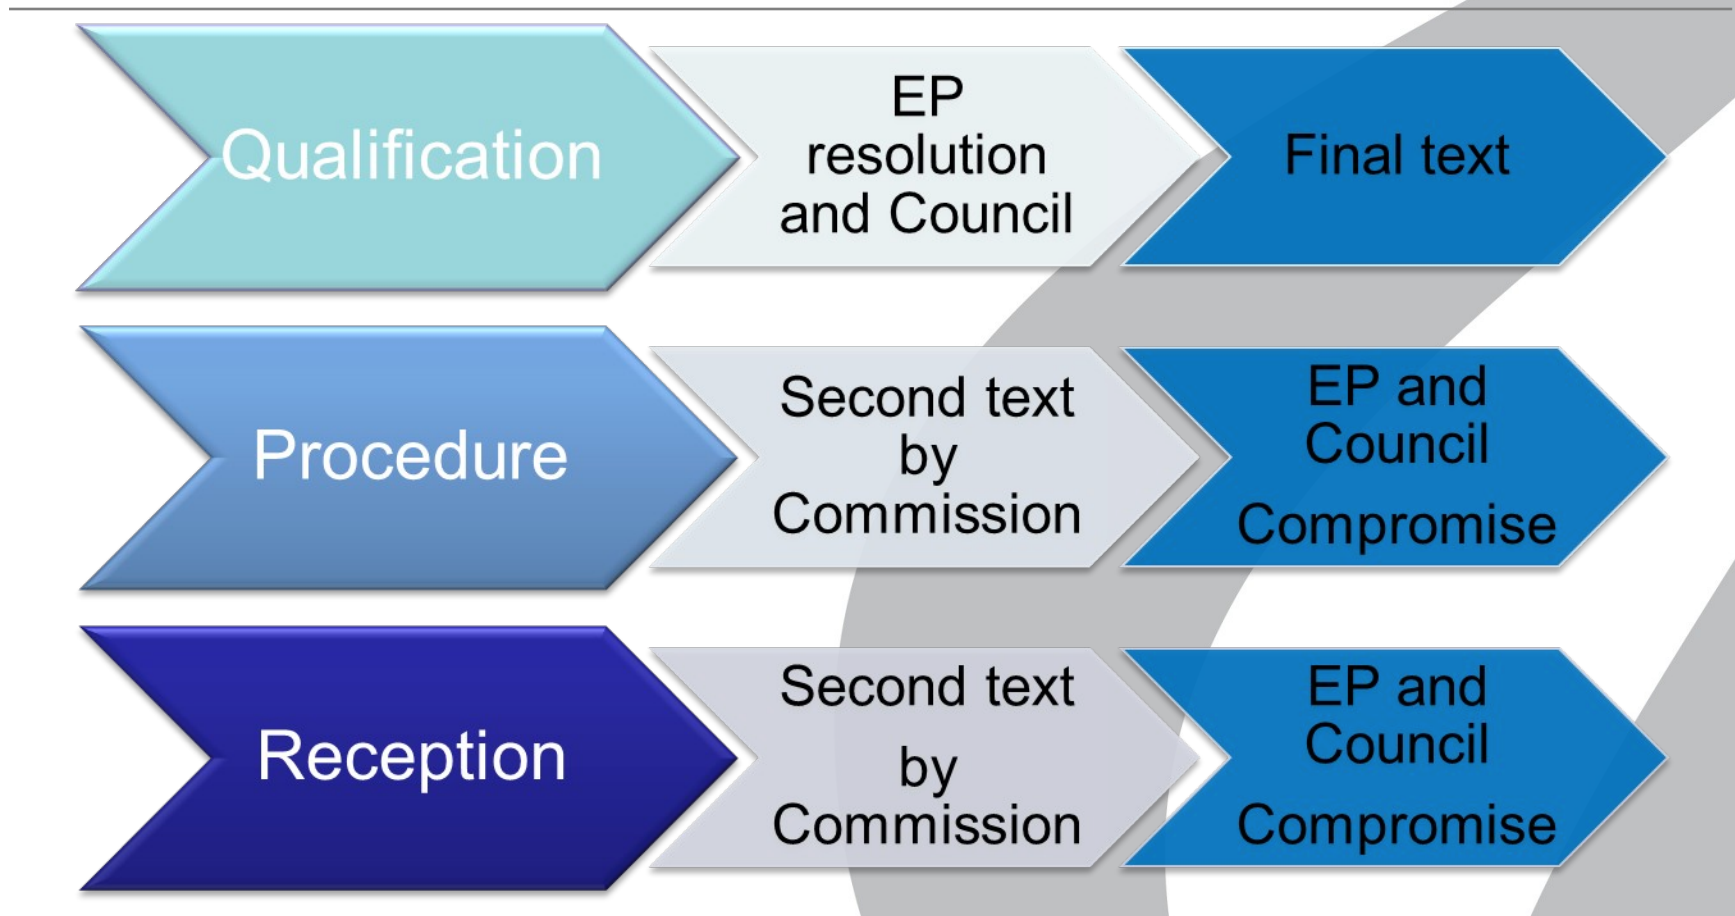 Qualification
EP
resolution
and Council
Final text
Procedure
Second text
by
Commission
EP and
Council
Compromise
Reception
Second text
by
Commission
EP and
Council
Compromise